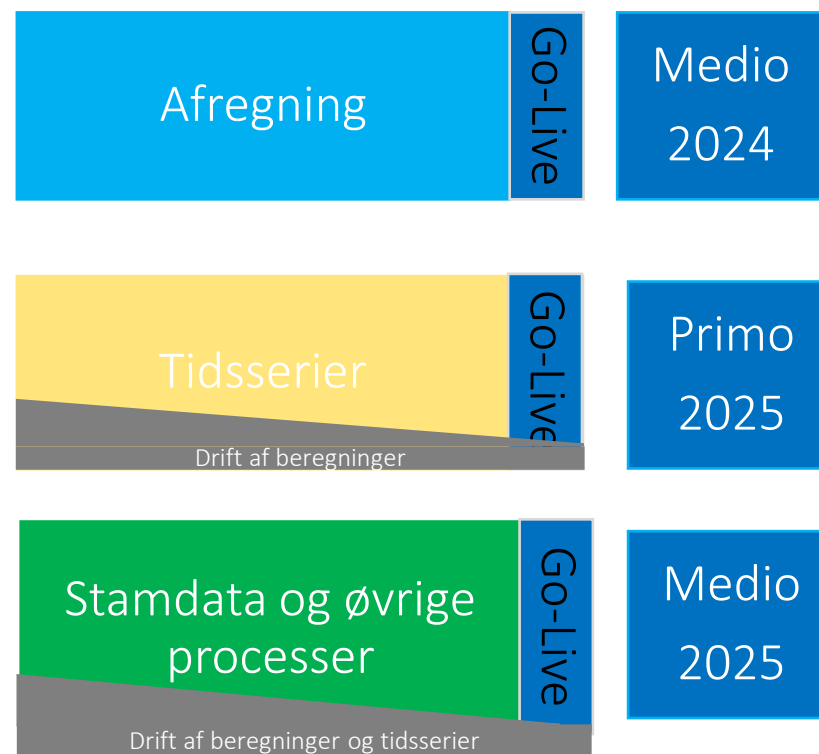 Afregning
Go-Live
Medio
2024
Tidsserier
Go-Live
Primo
2025
Drift af beregninger
Stamdata og øvrige
processer
Go-Live
Medio
2025
Drift af beregninger og tidsserier